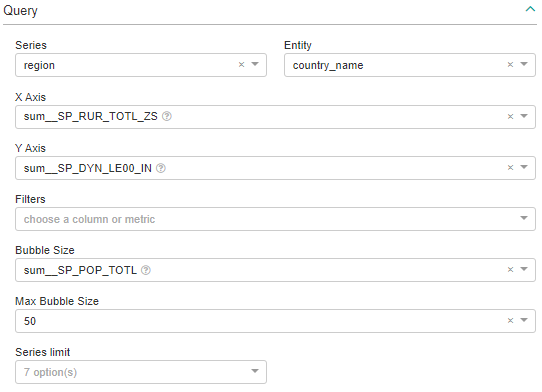 Query
Series
Entity
region
country_name
X Axis
sum__SP_RUR_TOTL_ZS
Y Axis
sum__SP_DYN_LE00_IN
Filters
choose a column or metric
Bubble Size
sum__SP_POP_TOTL
Max Bubble Size
50
Series limit
7 option(s)